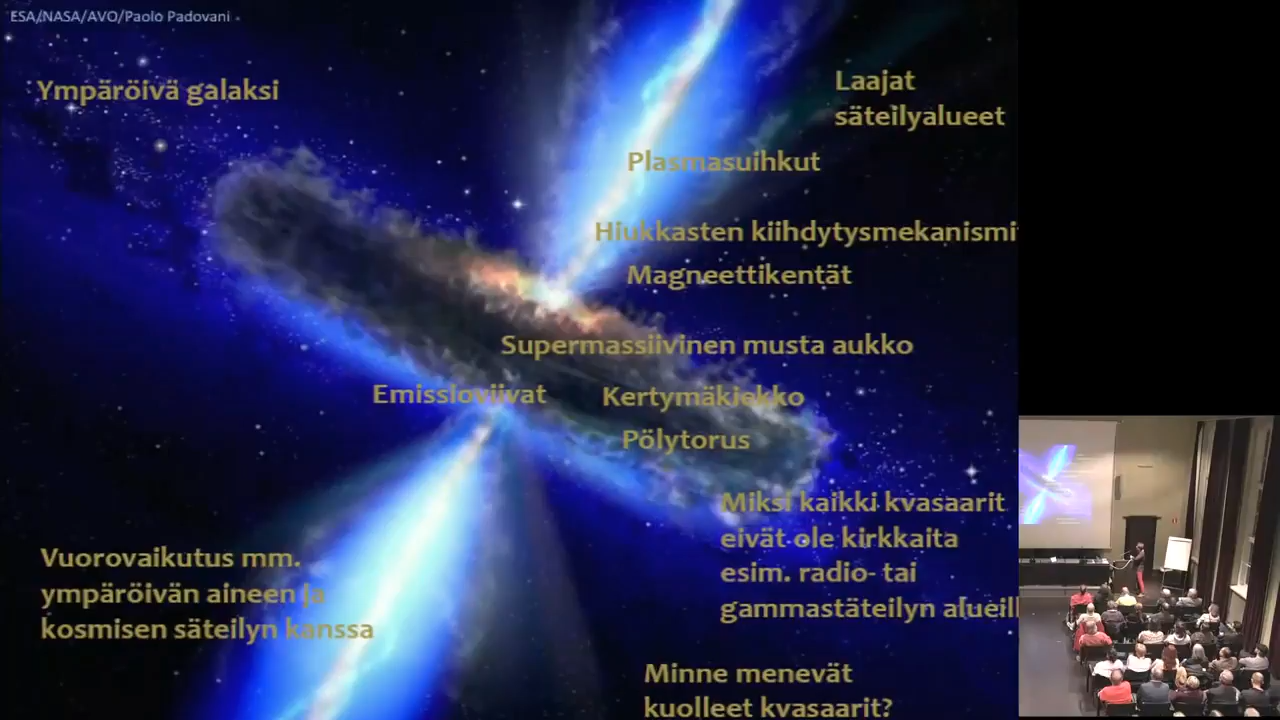 ESA/NASA/AVO/Paolo Padovani
Ympäröivä galaksi
Laajat
säteilyalueet
Plasmasuihkut
Hiukkasten kiihdytysmekanismi
Magneettikentät
Supermassiivinen musta aukko
Emissioviivat
Kertymäkiekko
Pölytorus
Miksi kaikki kvasaarit
eivät ole kirkkaita
esim. radio- tai
gammastäteilyn alueill
Vuorovaikutus mm.
ympäröivän aineen ja
kosmisen säteilyn kanssa
Minne menevät
kuolleet kvasaarit?